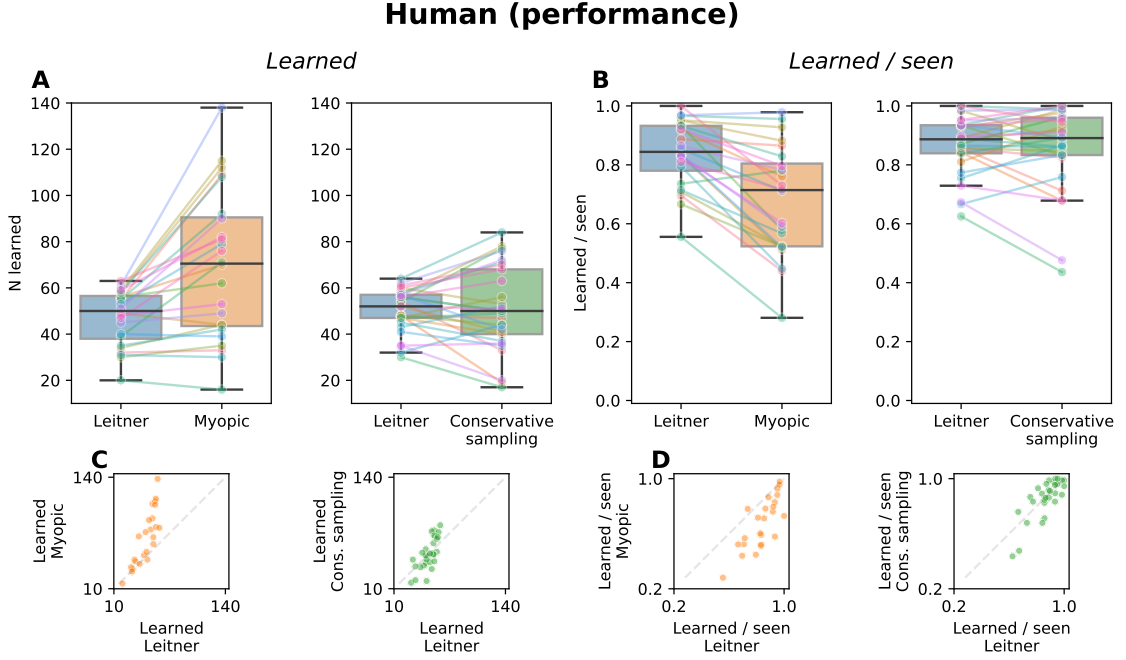 Human (performance)
Learned
Learned / seen
A
B
N learned
140
120
100
80
60
40
20
Leitner
Myopic
140
120
100
80
60
40
20
Leitner
Conservative
sampling
Learned / seen
1.0
0.8
0.6
0.4
0.2
0.0
Leitner
Myopic
1.0
0.8
0.6
0.4
0.2
0.0
Leitner
Conservative
sampling
C
D
Learned
Myopic
140
10
10
140
Learned
Leitner
Learned
Cons. sampling
140
10
10
140
Learned
Leitner
Learned / seen
Myopic
1.0
0.2
0.2
1.0
Learned / seen
Leitner
Learned / seen
Cons. sampling
1.0
0.2
0.2
1.0
Learned / seen
Leitner